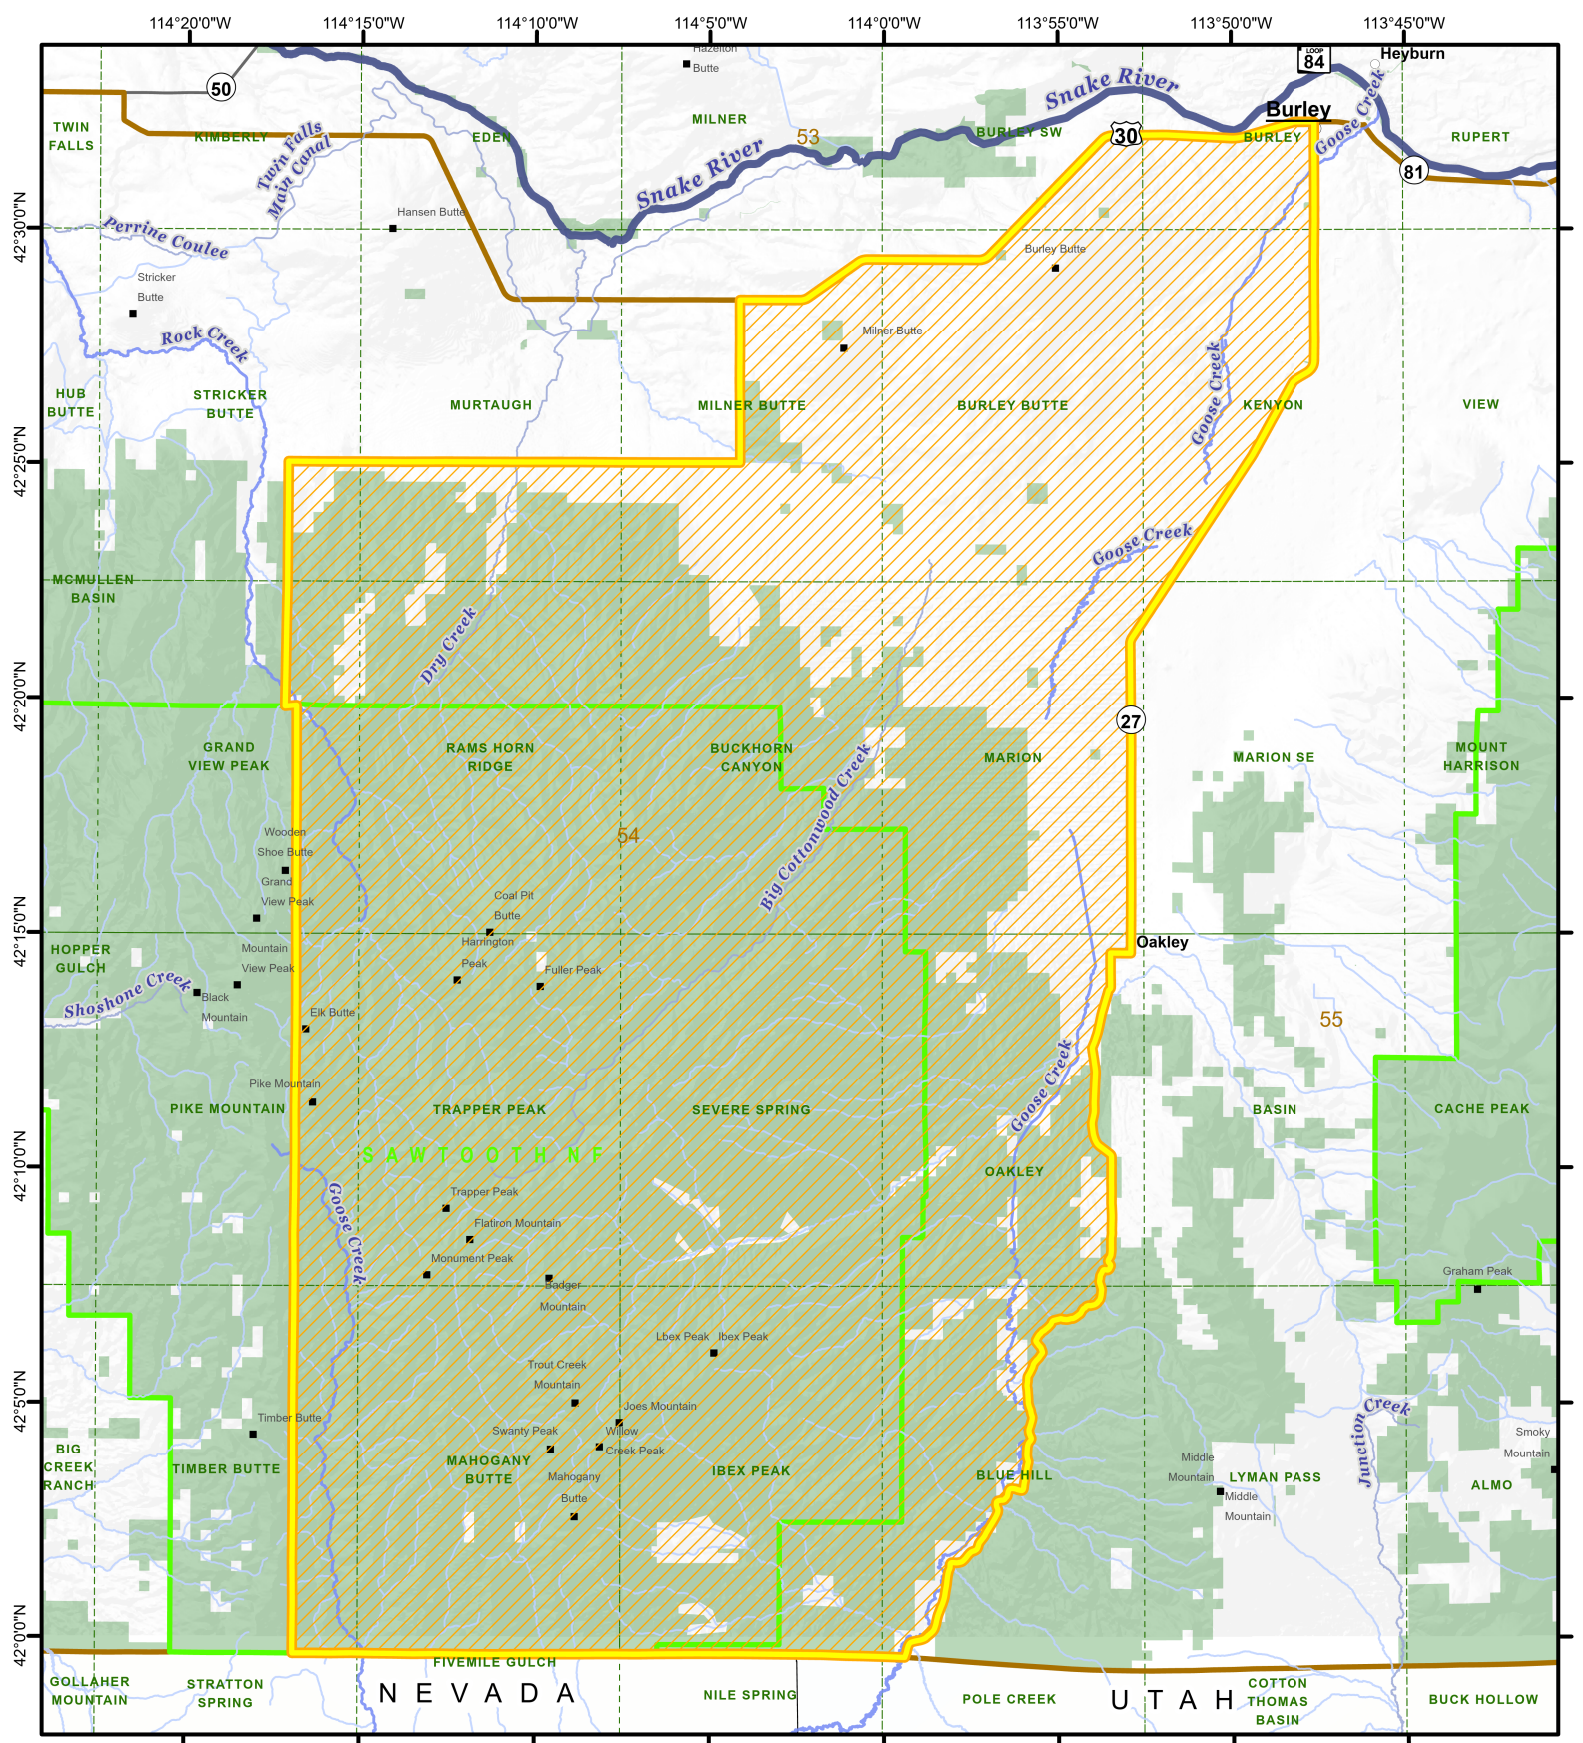 114°20'0"W
114°15'0"W
114°10'0"W
114°5'0"W
114°0'0"W
113°55'0"W
113°50'0"W
113°45'0"W
Hazelton
Butte
LOOP
84
Heyburn
50
Snake River
Burley
Goose Creek
TWIN
FALLS
KIMBERLY
Twin Falls
Main Canal
EDEN
MILNER
53
BURLEY SW
30
BURLEY
RUPERT
81
Snake River
Perrine Coulee
Hansen Butte
42°30'0"N
Burley Butte
Stricker
Butte
Rock Creek
Milner Butte
Goose Creek
HUB
BUTTE
STRICKER
BUTTE
MURTAUGH
MILNER BUTTE
BURLEY BUTTE
KENYON
VIEW
42°25'0"N
Goose Creek
MCMULLEN
BASIN
Dry Creek
42°20'0"N
27
GRAND
VIEW PEAK
RAMS HORN
RIDGE
BUCKHORN
CANYON
MARION
MARION SE
MOUNT
HARRISON
Big Cottonwood Creek
Wooden
Shoe Butte
54
Grand
View Peak
Coal Pit
Butte
42°15'0"N
HOPPER
GULCH
Mountain
View Peak
Harrington
Peak
Fuller Peak
Oakley
Shoshone Creek
Black
Mountain
Elk Butte
55
Goose Creek
Pike Mountain
PIKE MOUNTAIN
TRAPPER PEAK
SEVERE SPRING
BASIN
CACHE PEAK
SAWTOOTH NF
42°10'0"N
OAKLEY
Goose Creek
Trapper Peak
Flatiron Mountain
Monument Peak
Badger
Mountain
Graham Peak
Lbex Peak
Ibex Peak
Trout Creek
Mountain
42°5'0"N
Joes Mountain
Timber Butte
Swanty Peak
Willow
Creek Peak
Junction Creek
Smoky
Mountain
BIG
CREEK
RANCH
TIMBER BUTTE
MAHOGANY
BUTTE
IBEX PEAK
BLUE HILL
Middle
Mountain
LYMAN PASS
Middle
Mountain
ALMO
Mahogany
Butte
42°0'0"N
FIVEMILE GULCH
GOLLAHER
MOUNTAIN
STRATTON
SPRING
NEVADA
NILE SPRING
POLE CREEK
UTAH
COTTON
THOMAS
BASIN
BUCK HOLLOW